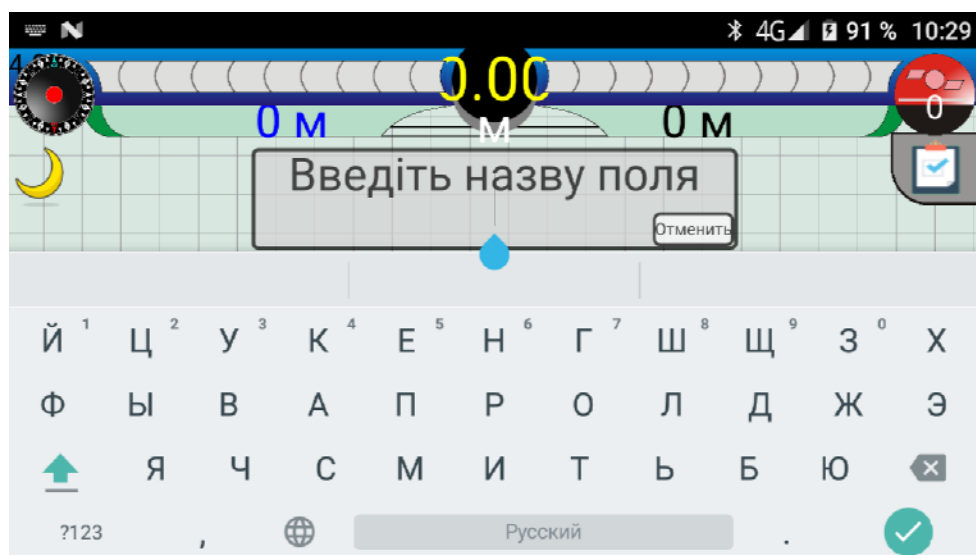 4G 91 % 10:29
0.00
0 м м 0 м 0
Введіть назву поля
Отменить
Й 1 Ц 2 У 3 К 4 Е 5 Н 6 Г 7 Ш 8 Щ 9 З 0 Х
Ф Ы В А П Р О Л Д Ж Э
Я Ч С М И Т Ь Б Ю
?123 , Русский .